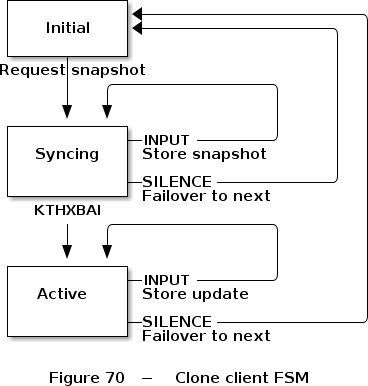 Initial
Request snapshot
INPUT
Syncing
Store snapshot
SILENCE
Failover to next
KTHXBAI
INPUT
Active
Store update
SILENCE
Failover to next
Figure 70 – Clone client FSM